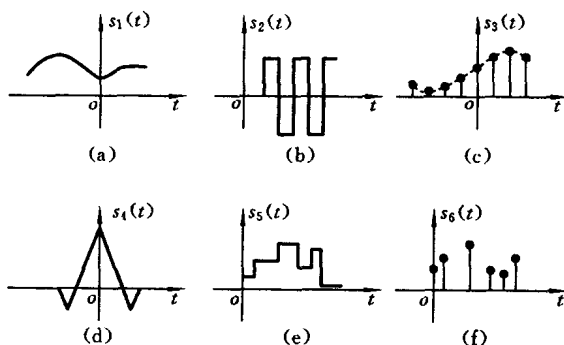 s₁(t)
s₂(t)
s₃(t)
o
t
o
t
o
t
(a)
(b)
(c)
s₄(t)
s₅(t)
s₆(t)
o
t
o
t
o
t
(d)
(e)
(f)